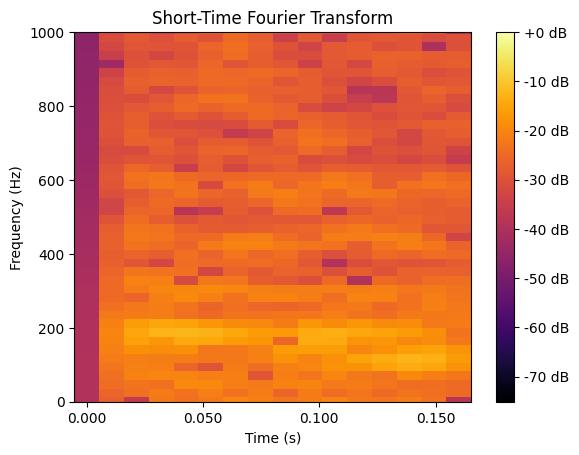 Short-Time Fourier Transform
1000
800
600
400
200
0
Frequency (Hz)
0.000
0.050
0.100
0.150
Time (s)
+0 dB
-10 dB
-20 dB
-30 dB
-40 dB
-50 dB
-60 dB
-70 dB